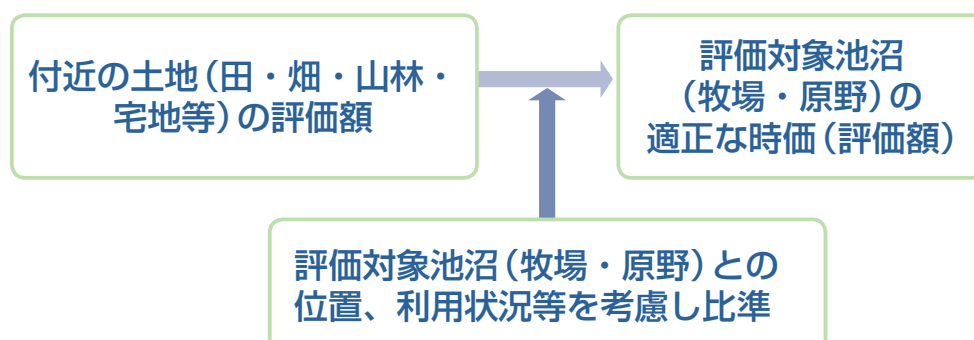 付近の土地(田・畑・山林・
宅地等)の評価額
評価対象池沼
(牧場・原野)の
適正な時価(評価額)
評価対象池沼(牧場・原野)との
位置、利用状況等を考慮し比準